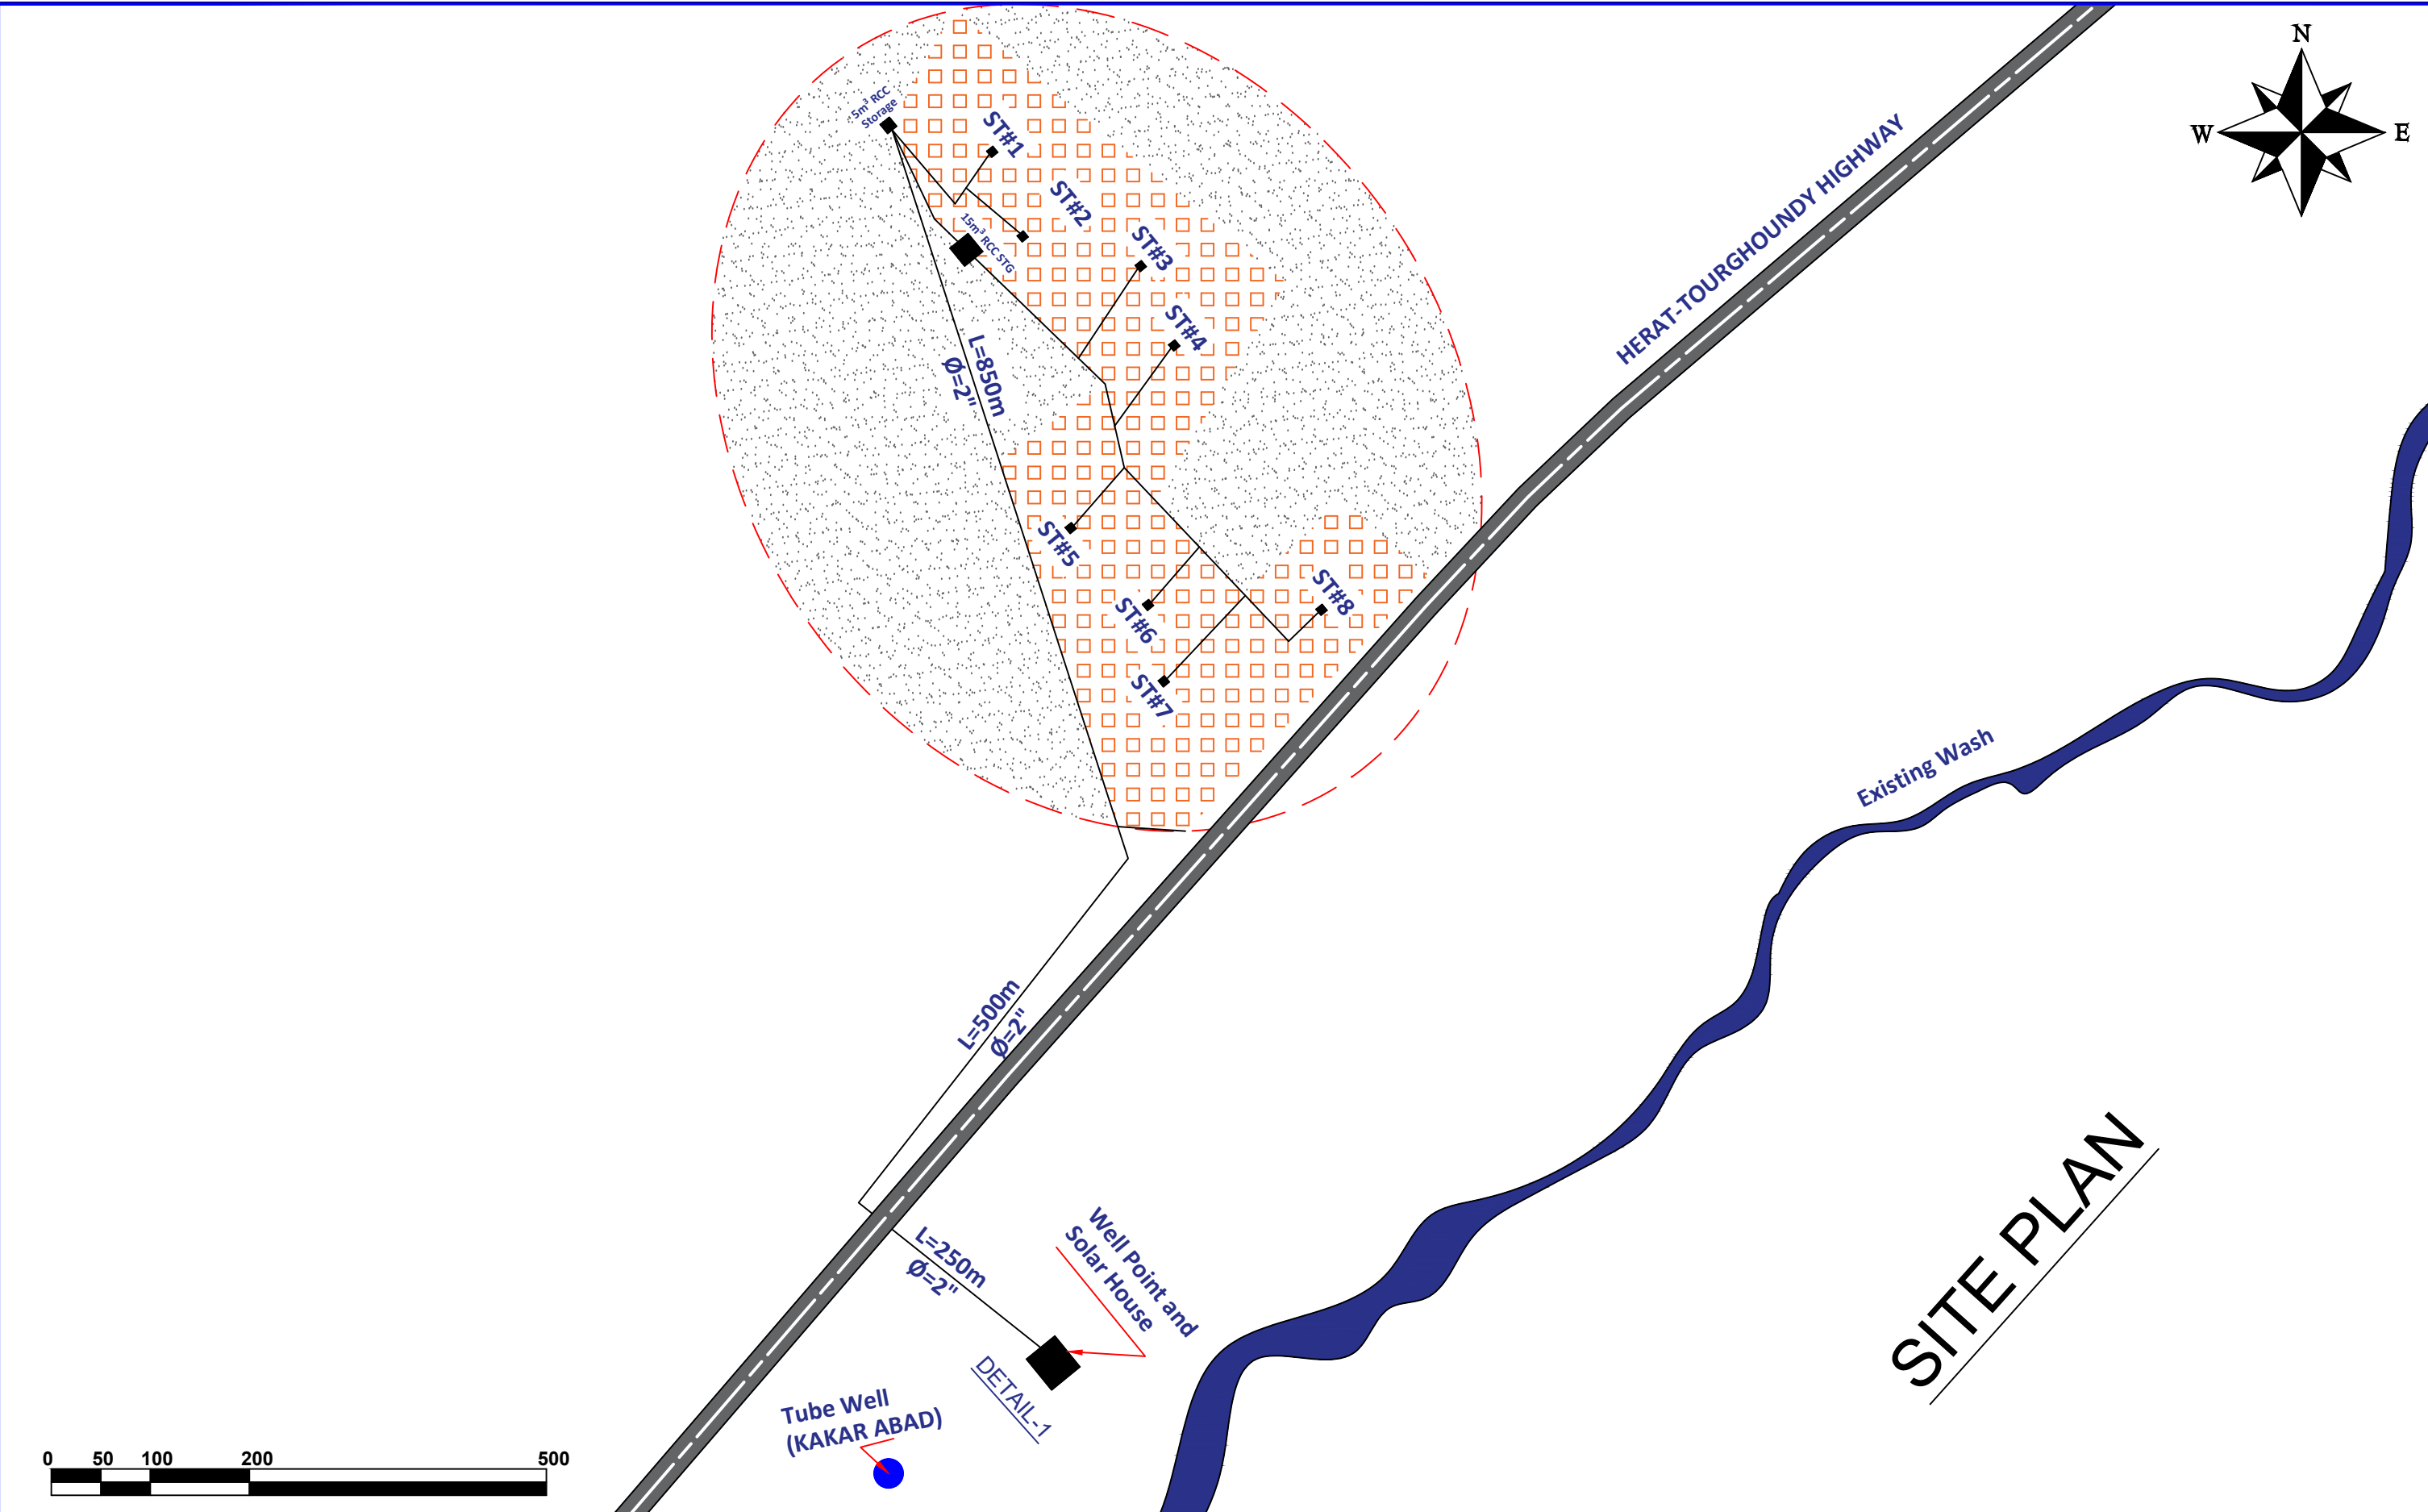 N
W
E
5m³ RCC
Storage
ST#1
ST#2
15m³ RCC STG
ST#3
ST#4
L=850m
Ø=2"
ST#5
ST#6
ST#7
ST#8
HERAT-TOURGHOUNDY HIGHWAY
Existing Wash
L=500m
Ø=2"
L=250m
Ø=2"
Well Point and
Solar House
DETAIL-1
Tube Well
(KAKAR ABAD)
SITE PLAN
0 50 100 200 500